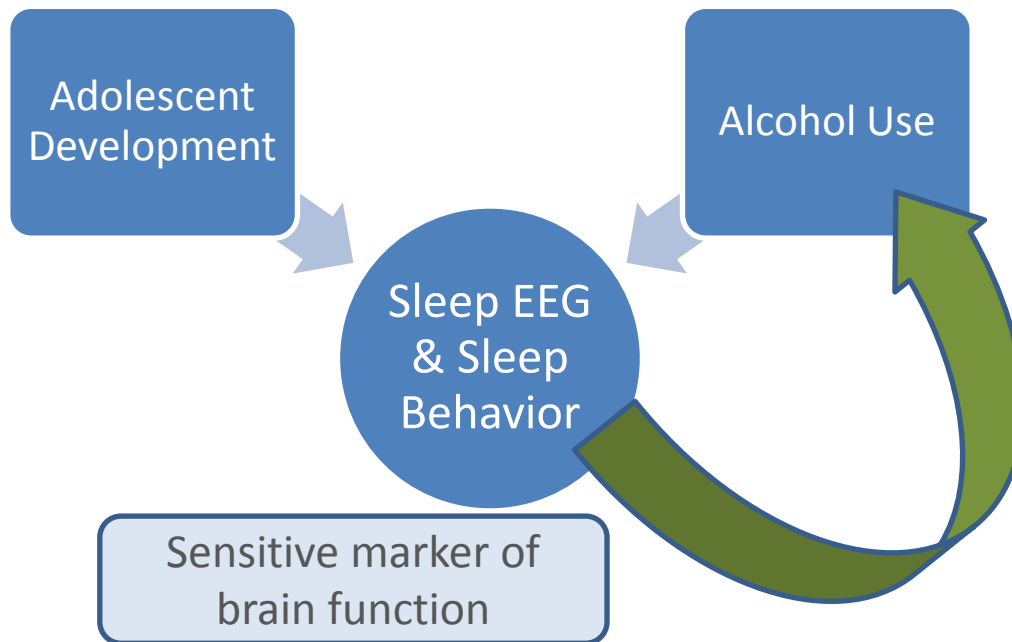 Adolescent
Development
Alcohol Use
Sleep EEG
& Sleep
Behavior
Sensitive marker of
brain function